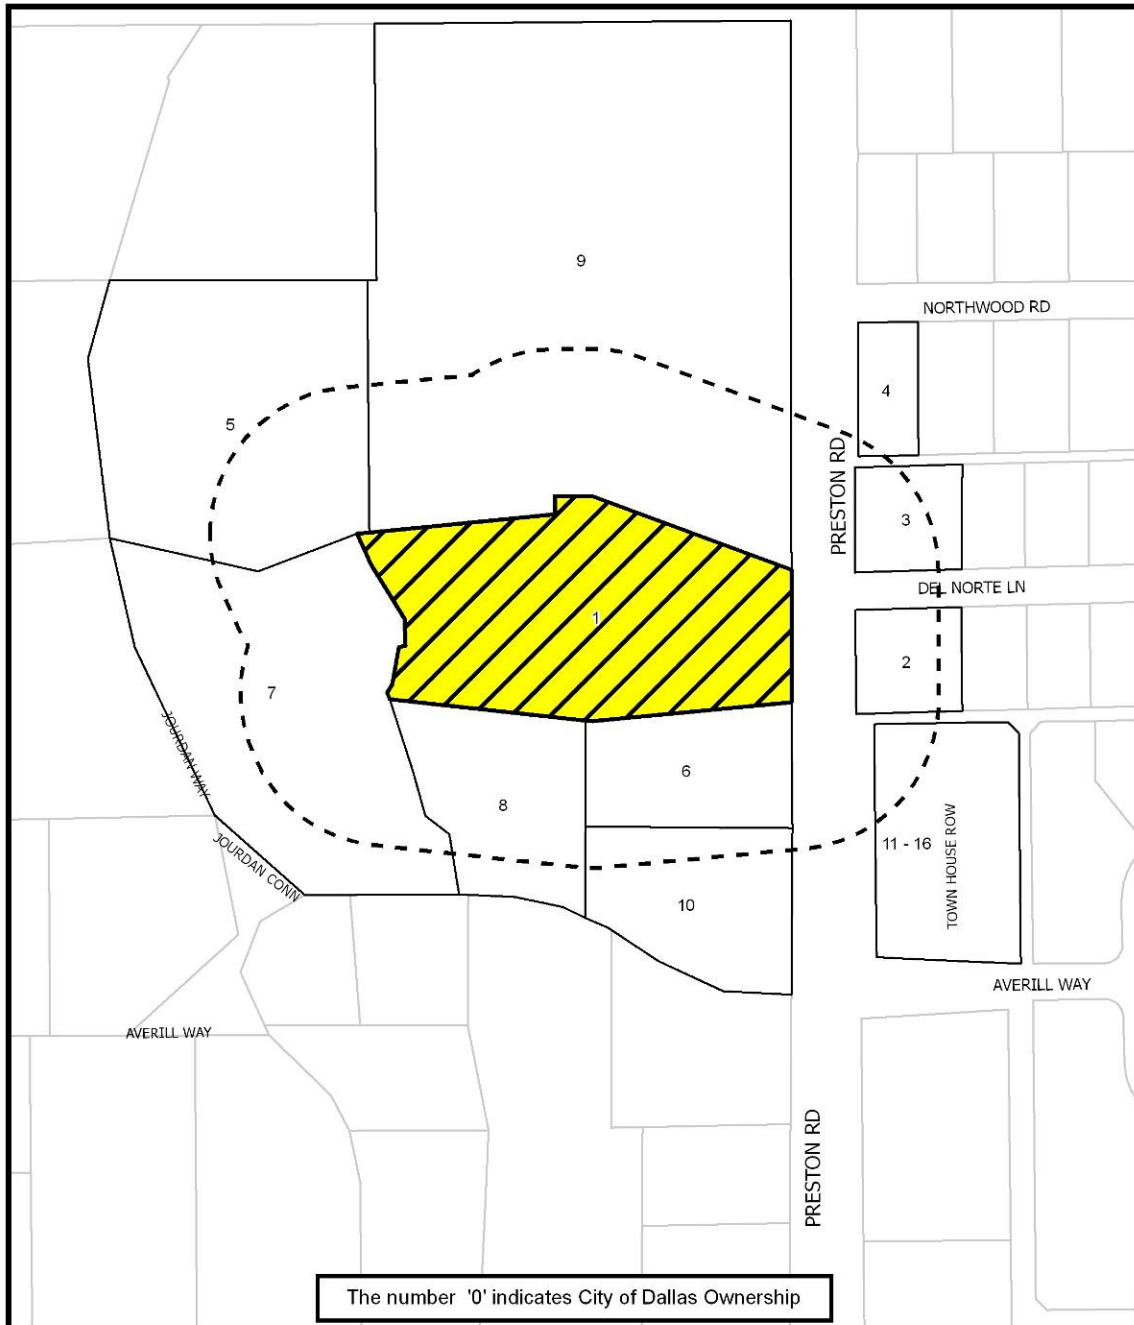 9
NORTHWOOD RD
4
5
PRESTON RD
3
DEL NORTE LN
1
2
7
JOURDAN WAY
6
8
11 - 16
TOWN HOUSE ROW
JOURDAN CONN
10
AVERILL WAY
AVERILL WAY
PRESTON RD
The number '0' indicates City of Dallas Ownership